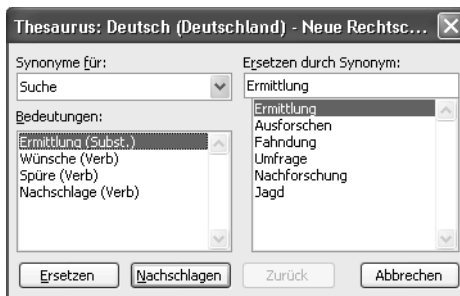 Thesaurus: Deutsch (Deutschland) - Neue Rechtsc...
Synonyme für:
Suche
Bedeutungen:
Ermittlung (Subst.)
Wünsche (Verb)
Spüre (Verb)
Nachschlage (Verb)
Ersetzen durch Synonym:
Ermittlung
Ermittlung
Ausforschen
Fahndung
Umfrage
Nachforschung
Jagd
Ersetzen
Nachschlagen
Zurück
Abbrechen